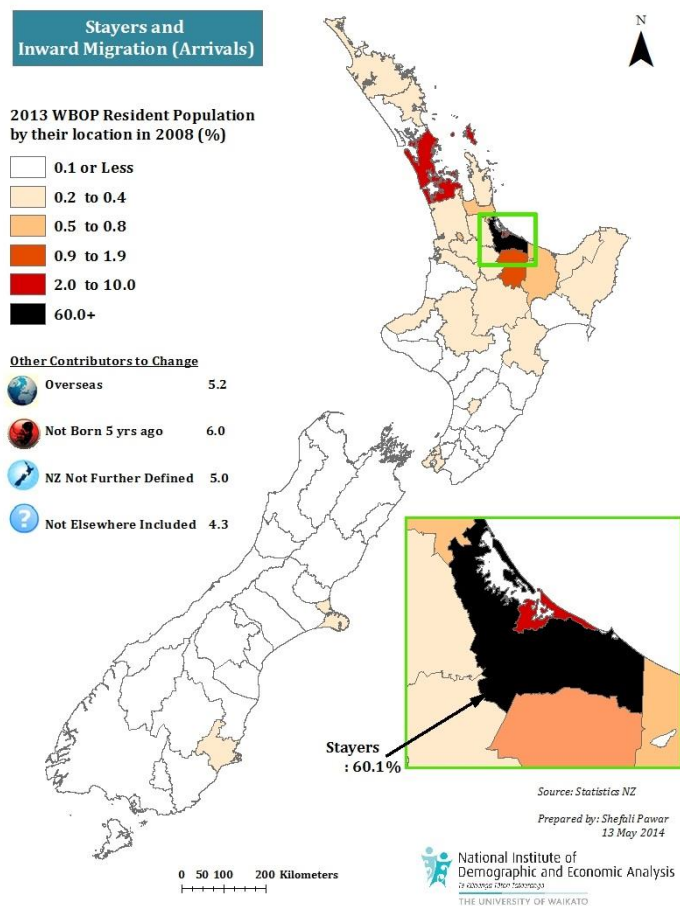 Stayers and
Inward Migration (Arrivals)
N
2013 WBOP Resident Population
by their location in 2008 (%)
0.1 or Less
0.2 to 0.4
0.5 to 0.8
0.9 to 1.9
2.0 to 10.0
60.0+
Other Contributors to Change
Overseas 5.2
Not Born 5 yrs ago 6.0
NZ Not Further Defined 5.0
? Not Elsewhere Included 4.3
Stayers
: 60.1%
Source: Statistics NZ
Prepared by: Shefali Pawar
13 May 2014
0 50 100 200 Kilometers
National Institute of
Demographic and Economic Analysis
THE UNIVERSITY OF WAIKATO